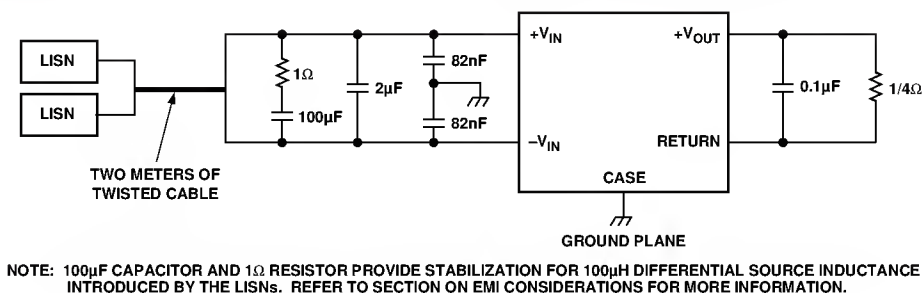 LISN
LISN
TWO METERS OF
TWISTED CABLE
1Ω
100µF
2µF
82nF
82nF
+VIN
–VIN
CASE
+VOUT
RETURN
0.1µF
1/4Ω
GROUND PLANE
NOTE: 100µF CAPACITOR AND 1Ω RESISTOR PROVIDE STABILIZATION FOR 100µH DIFFERENTIAL SOURCE INDUCTANCE
INTRODUCED BY THE LISNs. REFER TO SECTION ON EMI CONSIDERATIONS FOR MORE INFORMATION.